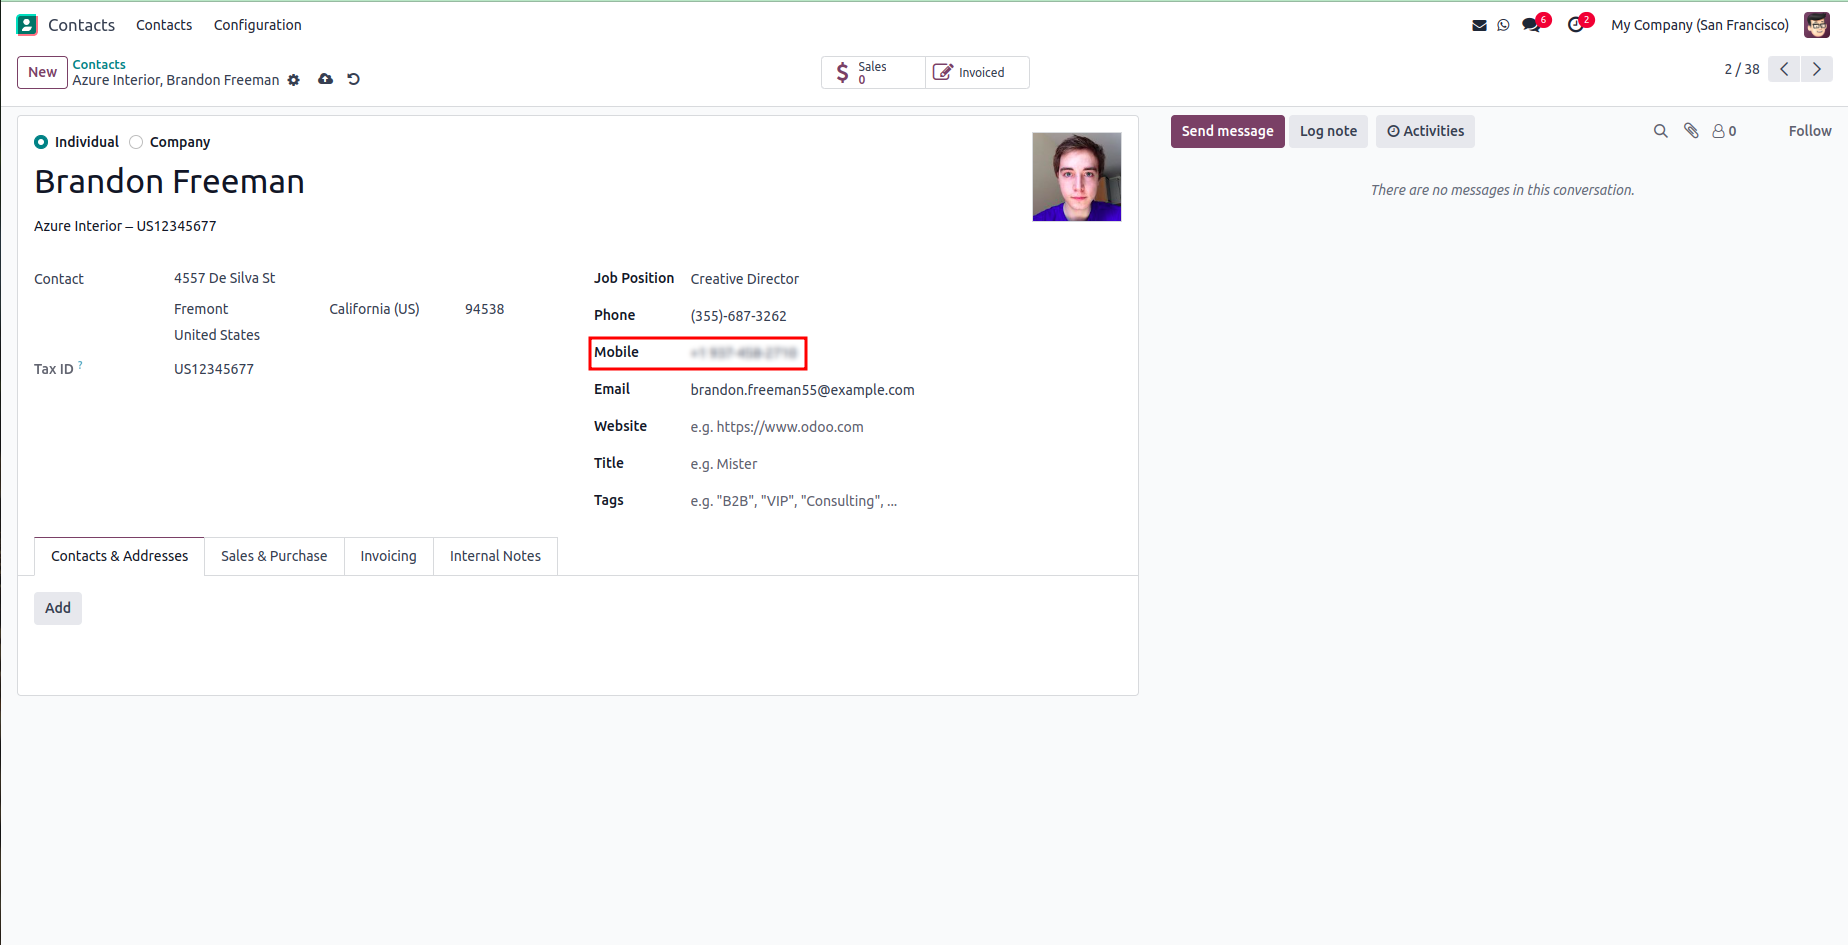 Contacts Contacts Configuration 6 2 My Company (San Francisco)
New Contacts
Azure Interior, Brandon Freeman
Sales
0
Invoiced
2 / 38
Individual Company
Brandon Freeman
Azure Interior – US12345677
Contact 4557 De Silva St
Fremont California (US) 94538
United States
Tax ID ? US12345677
Job Position Creative Director
Phone (355)-687-3262
Mobile
Email brandon.freeman55@example.com
Website e.g. https://www.odoo.com
Title e.g. Mister
Tags e.g. "B2B", "VIP", "Consulting", ...
Contacts & Addresses Sales & Purchase Invoicing Internal Notes
Add
Send message Log note Activities 0 Follow
There are no messages in this conversation.